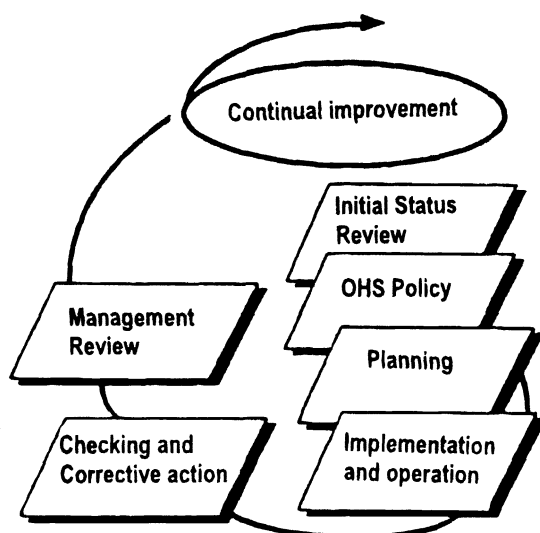 Continual improvement
Initial Status
Review
OHS Policy
Planning
Implementation
and operation
Checking and
Corrective action
Management
Review